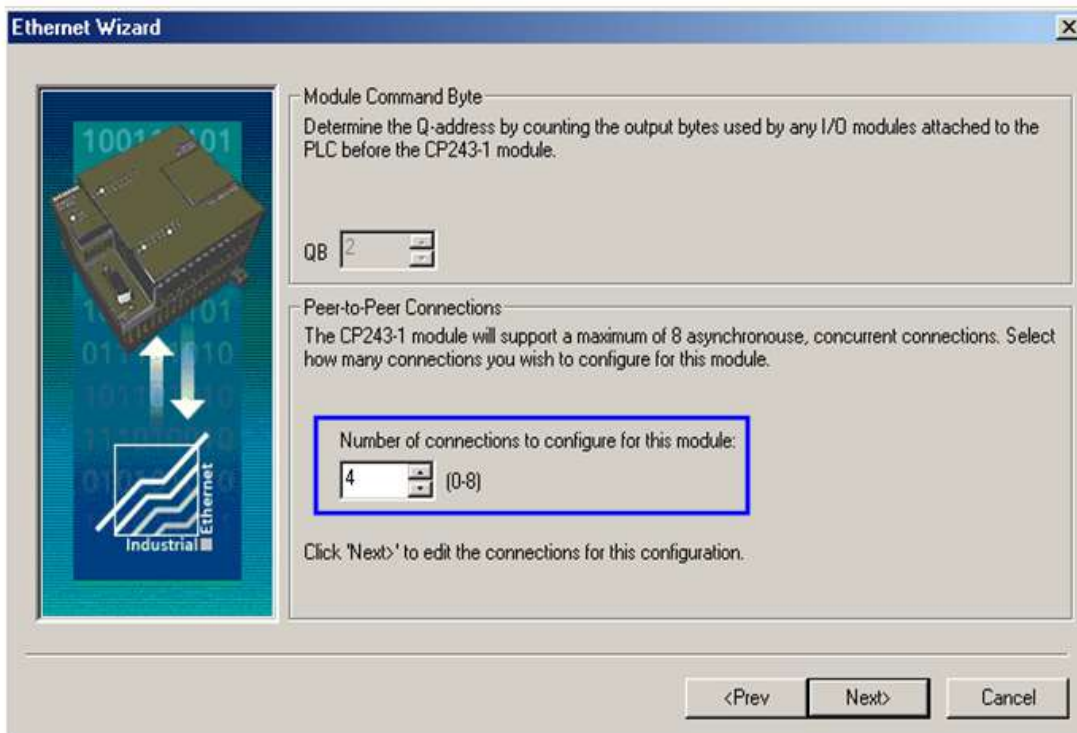 Ethernet Wizard
Module Command Byte
Determine the Q-address by counting the output bytes used by any I/O modules attached to the
PLC before the CP243-1 module.
QB 2
Peer-to-Peer Connections
The CP243-1 module will support a maximum of 8 asynchronouse, concurrent connections. Select
how many connections you wish to configure for this module.
Number of connections to configure for this module:
4 (0-8)
Click 'Next>' to edit the connections for this configuration.
Industrial
Ethernet
<Prev Next> Cancel